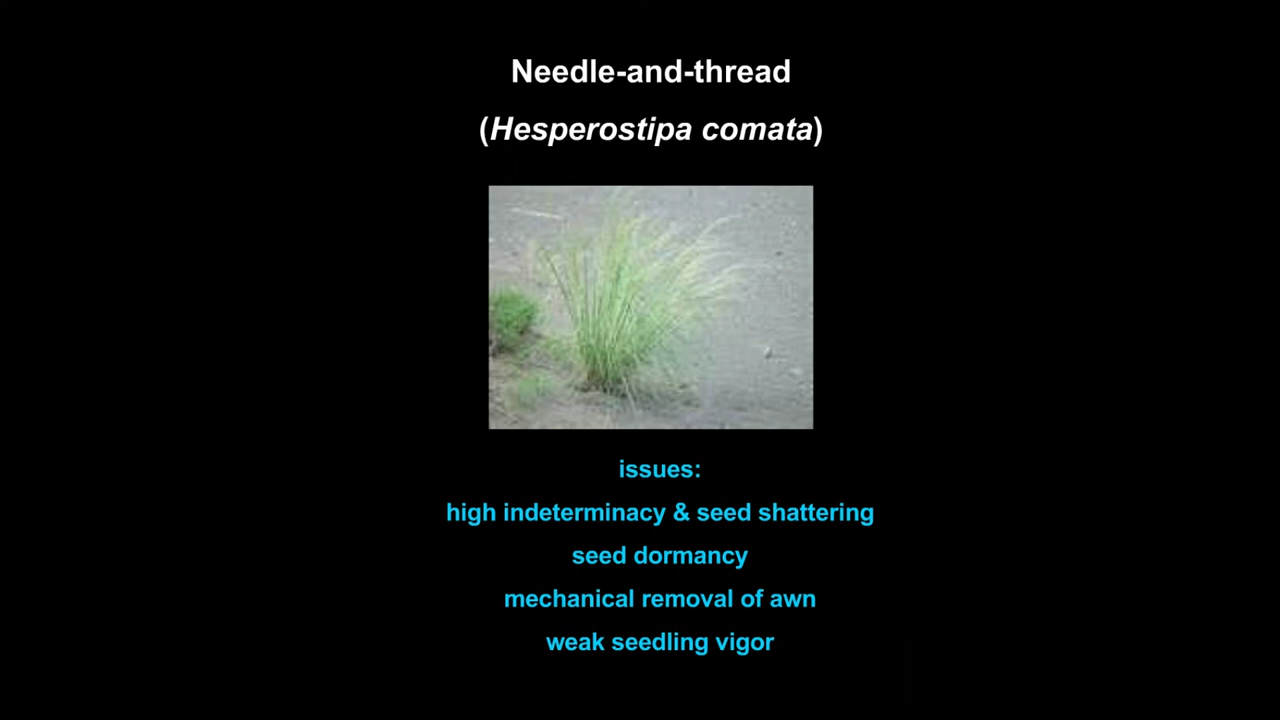 Needle-and-thread
(Hesperostipa comata)
issues:
high indeterminacy & seed shattering
seed dormancy
mechanical removal of awn
weak seedling vigor